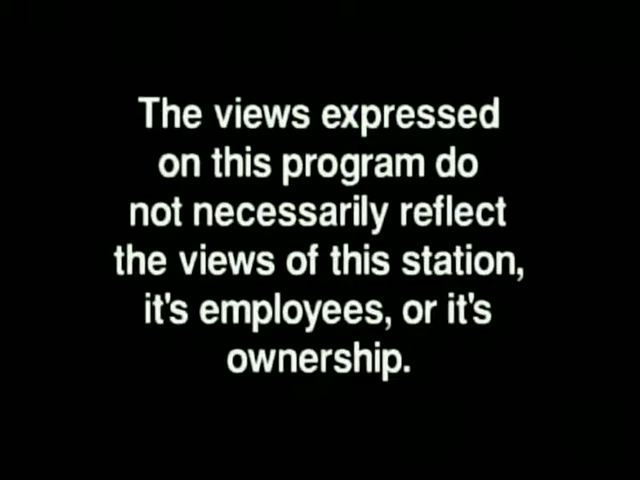 The views expressed
on this program do
not necessarily reflect
the views of this station,
it's employees, or it's
ownership.